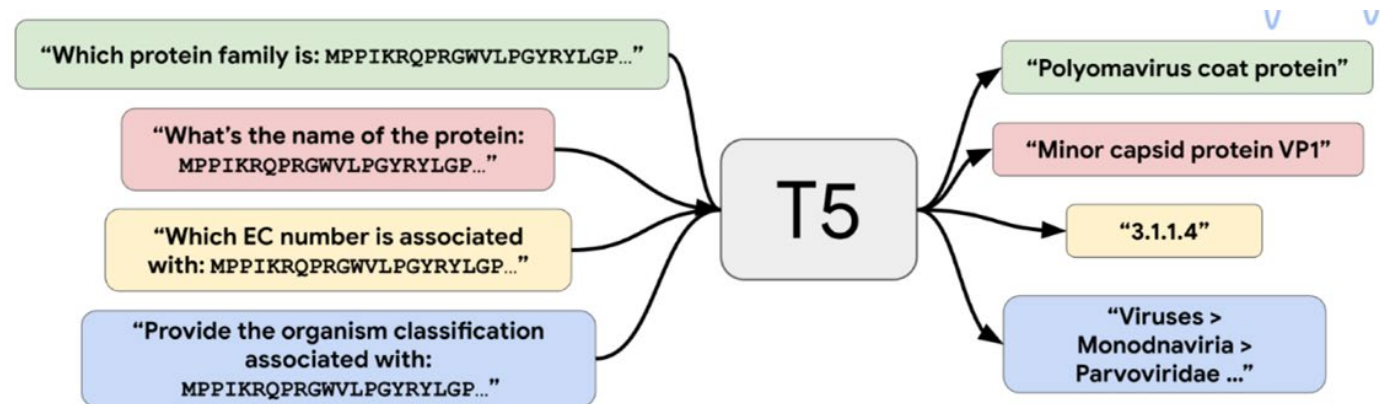 “Which protein family is: MPPIKRQPRGWVLPGYRYLGP…”
“What’s the name of the protein:
MPPIKRQPRGWVLPGYRYLGP…”
“Which EC number is associated
with: MPPIKRQPRGWVLPGYRYLGP…”
“Provide the organism classification
associated with:
MPPIKRQPRGWVLPGYRYLGP…”
T5
“Polyomavirus coat protein”
“Minor capsid protein VP1”
“3.1.1.4”
“Viruses >
Monodnaviria >
Parvoviridae …”